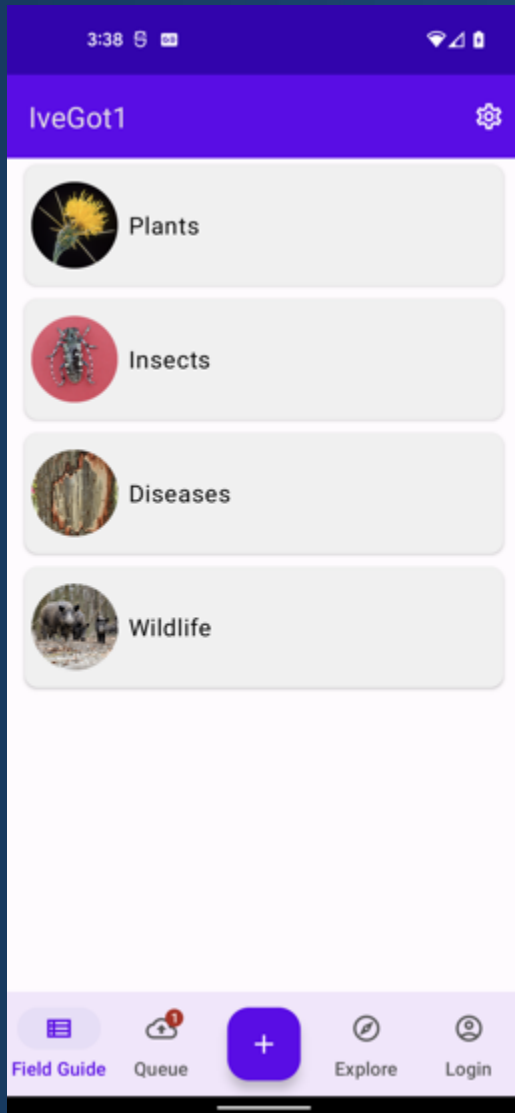 3:38
IveGot1
Plants
Insects
Diseases
Wildlife
1
Field Guide
Queue
+
Explore
Login